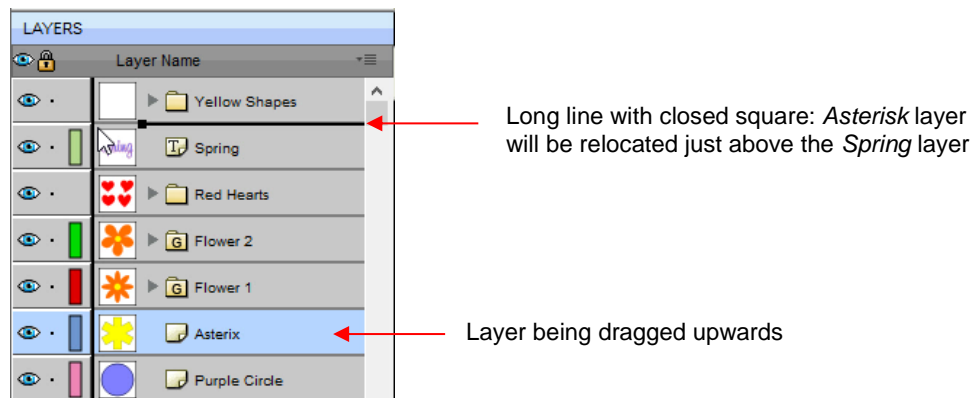 LAYERS
Layer Name
Yellow Shapes
Long line with closed square: Asterisk layer
will be relocated just above the Spring layer
Spring
T
Spring
Red Hearts
G
Flower 2
G
Flower 1
Asterix
Layer being dragged upwards
Purple Circle